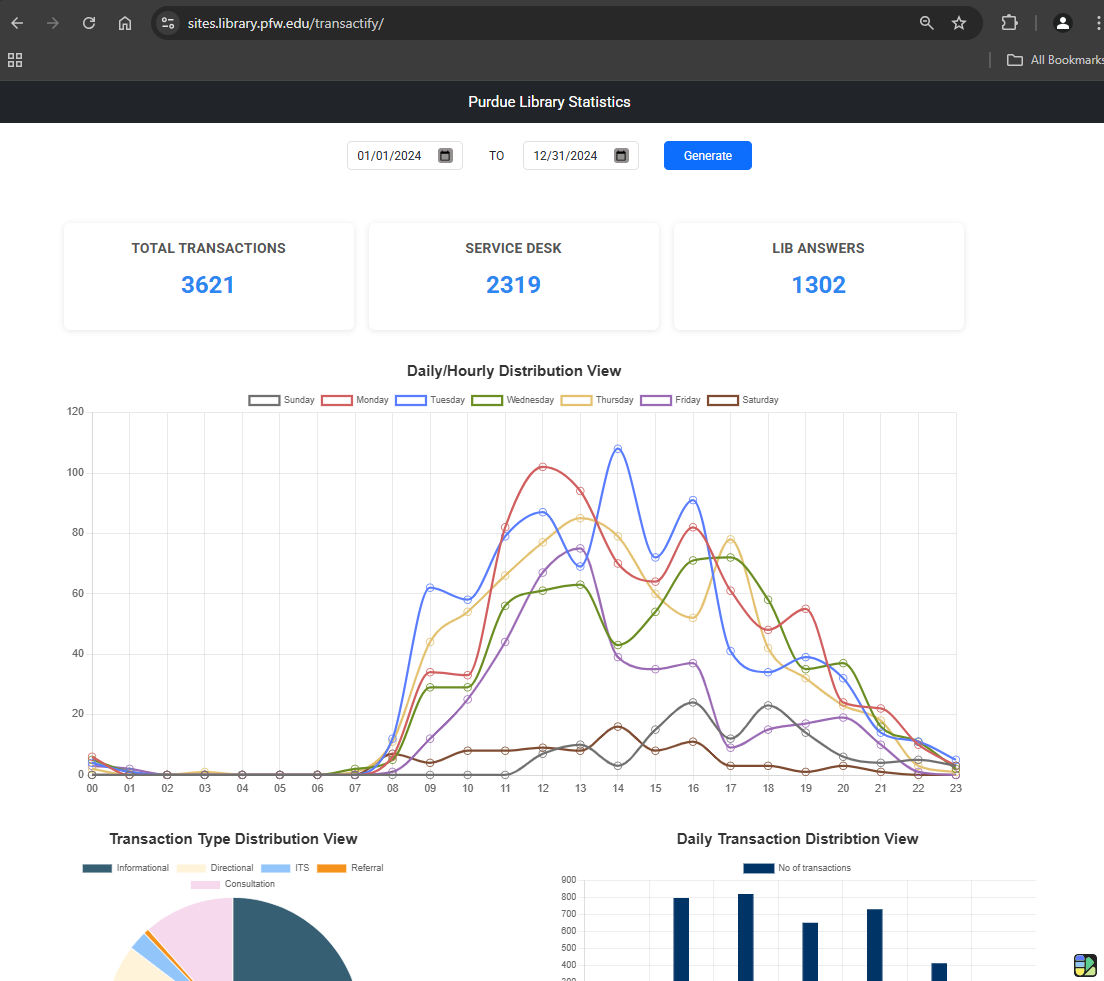 sites.library.pfw.edu/transactify/
All Bookmarks
Purdue Library Statistics
01/01/2024 TO 12/31/2024 Generate
TOTAL TRANSACTIONS SERVICE DESK LIB ANSWERS
3621 2319 1302
Daily/Hourly Distribution View
Sunday Monday Tuesday Wednesday Thursday Friday Saturday
120
100
80
60
40
20
0
00 01 02 03 04 05 06 07 08 09 10 11 12 13 14 15 16 17 18 19 20 21 22 23
Transaction Type Distribution View
Informational Directional ITS Referral
Consultation
Daily Transaction Distribtion View
No of transactions
900
800
700
600
500
400
300